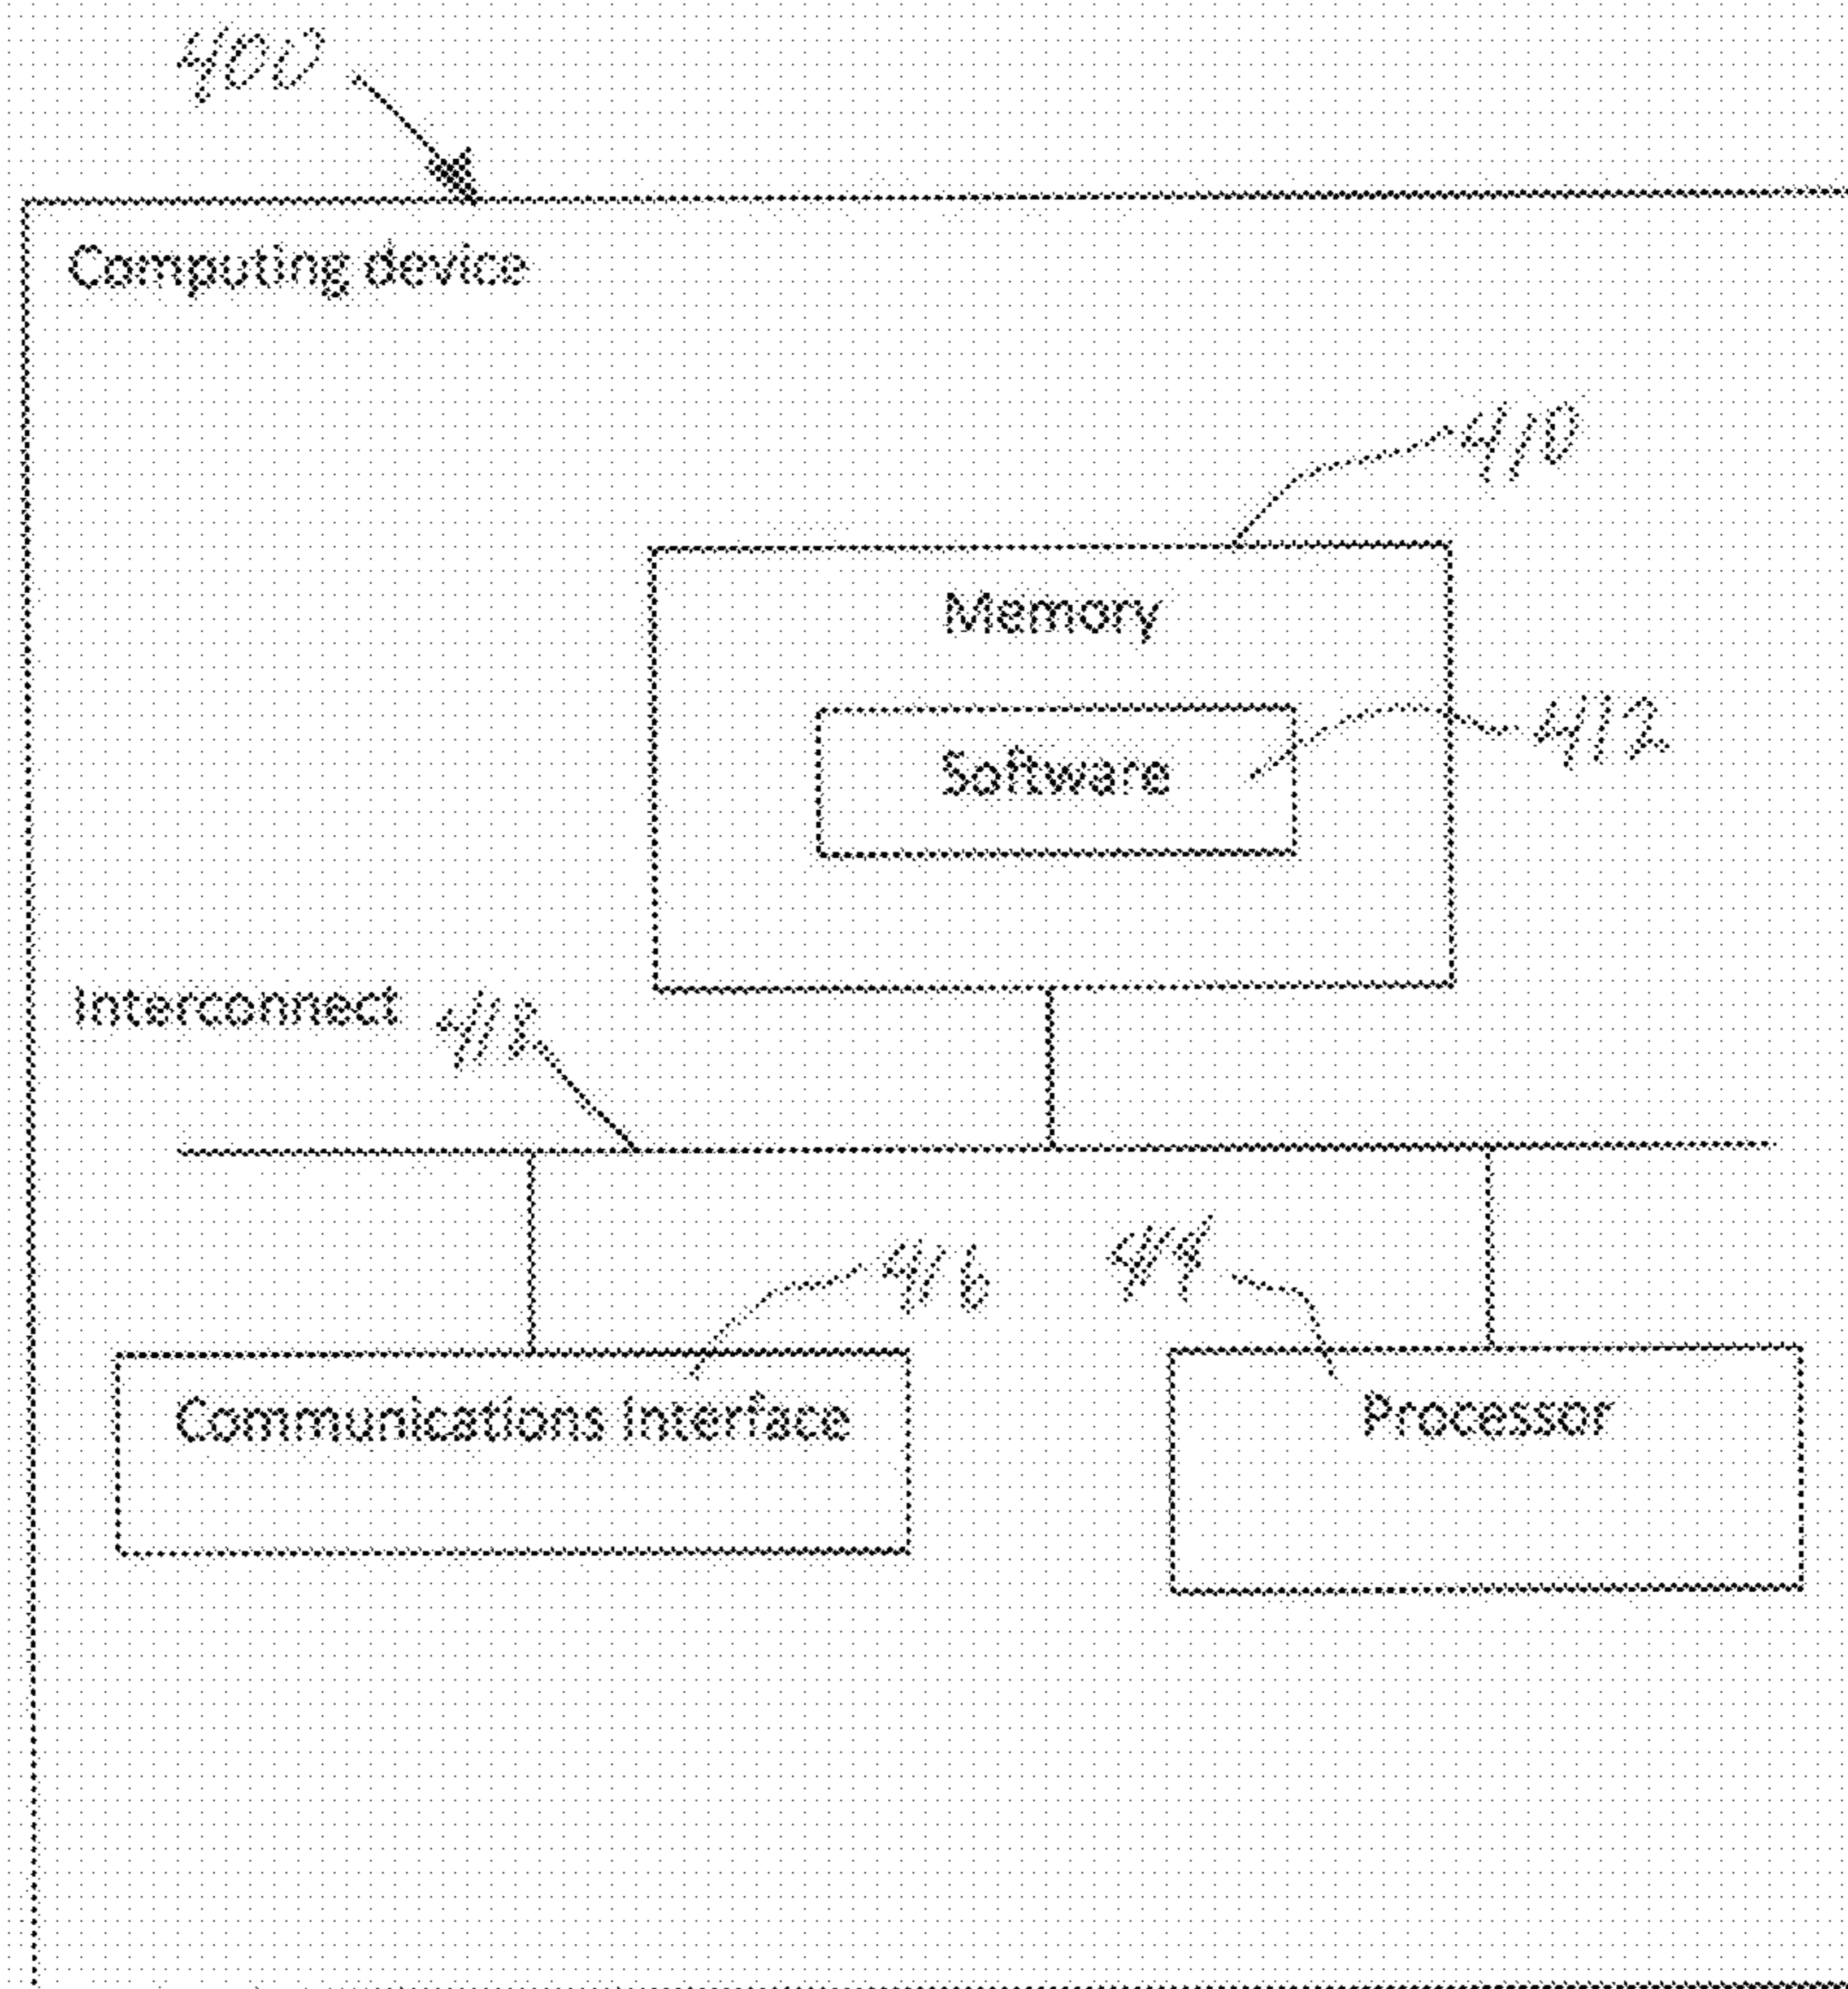 400
Computing device
410
Memory
412
Software
Interconnect
418
416
414
Communications Interface
Processor